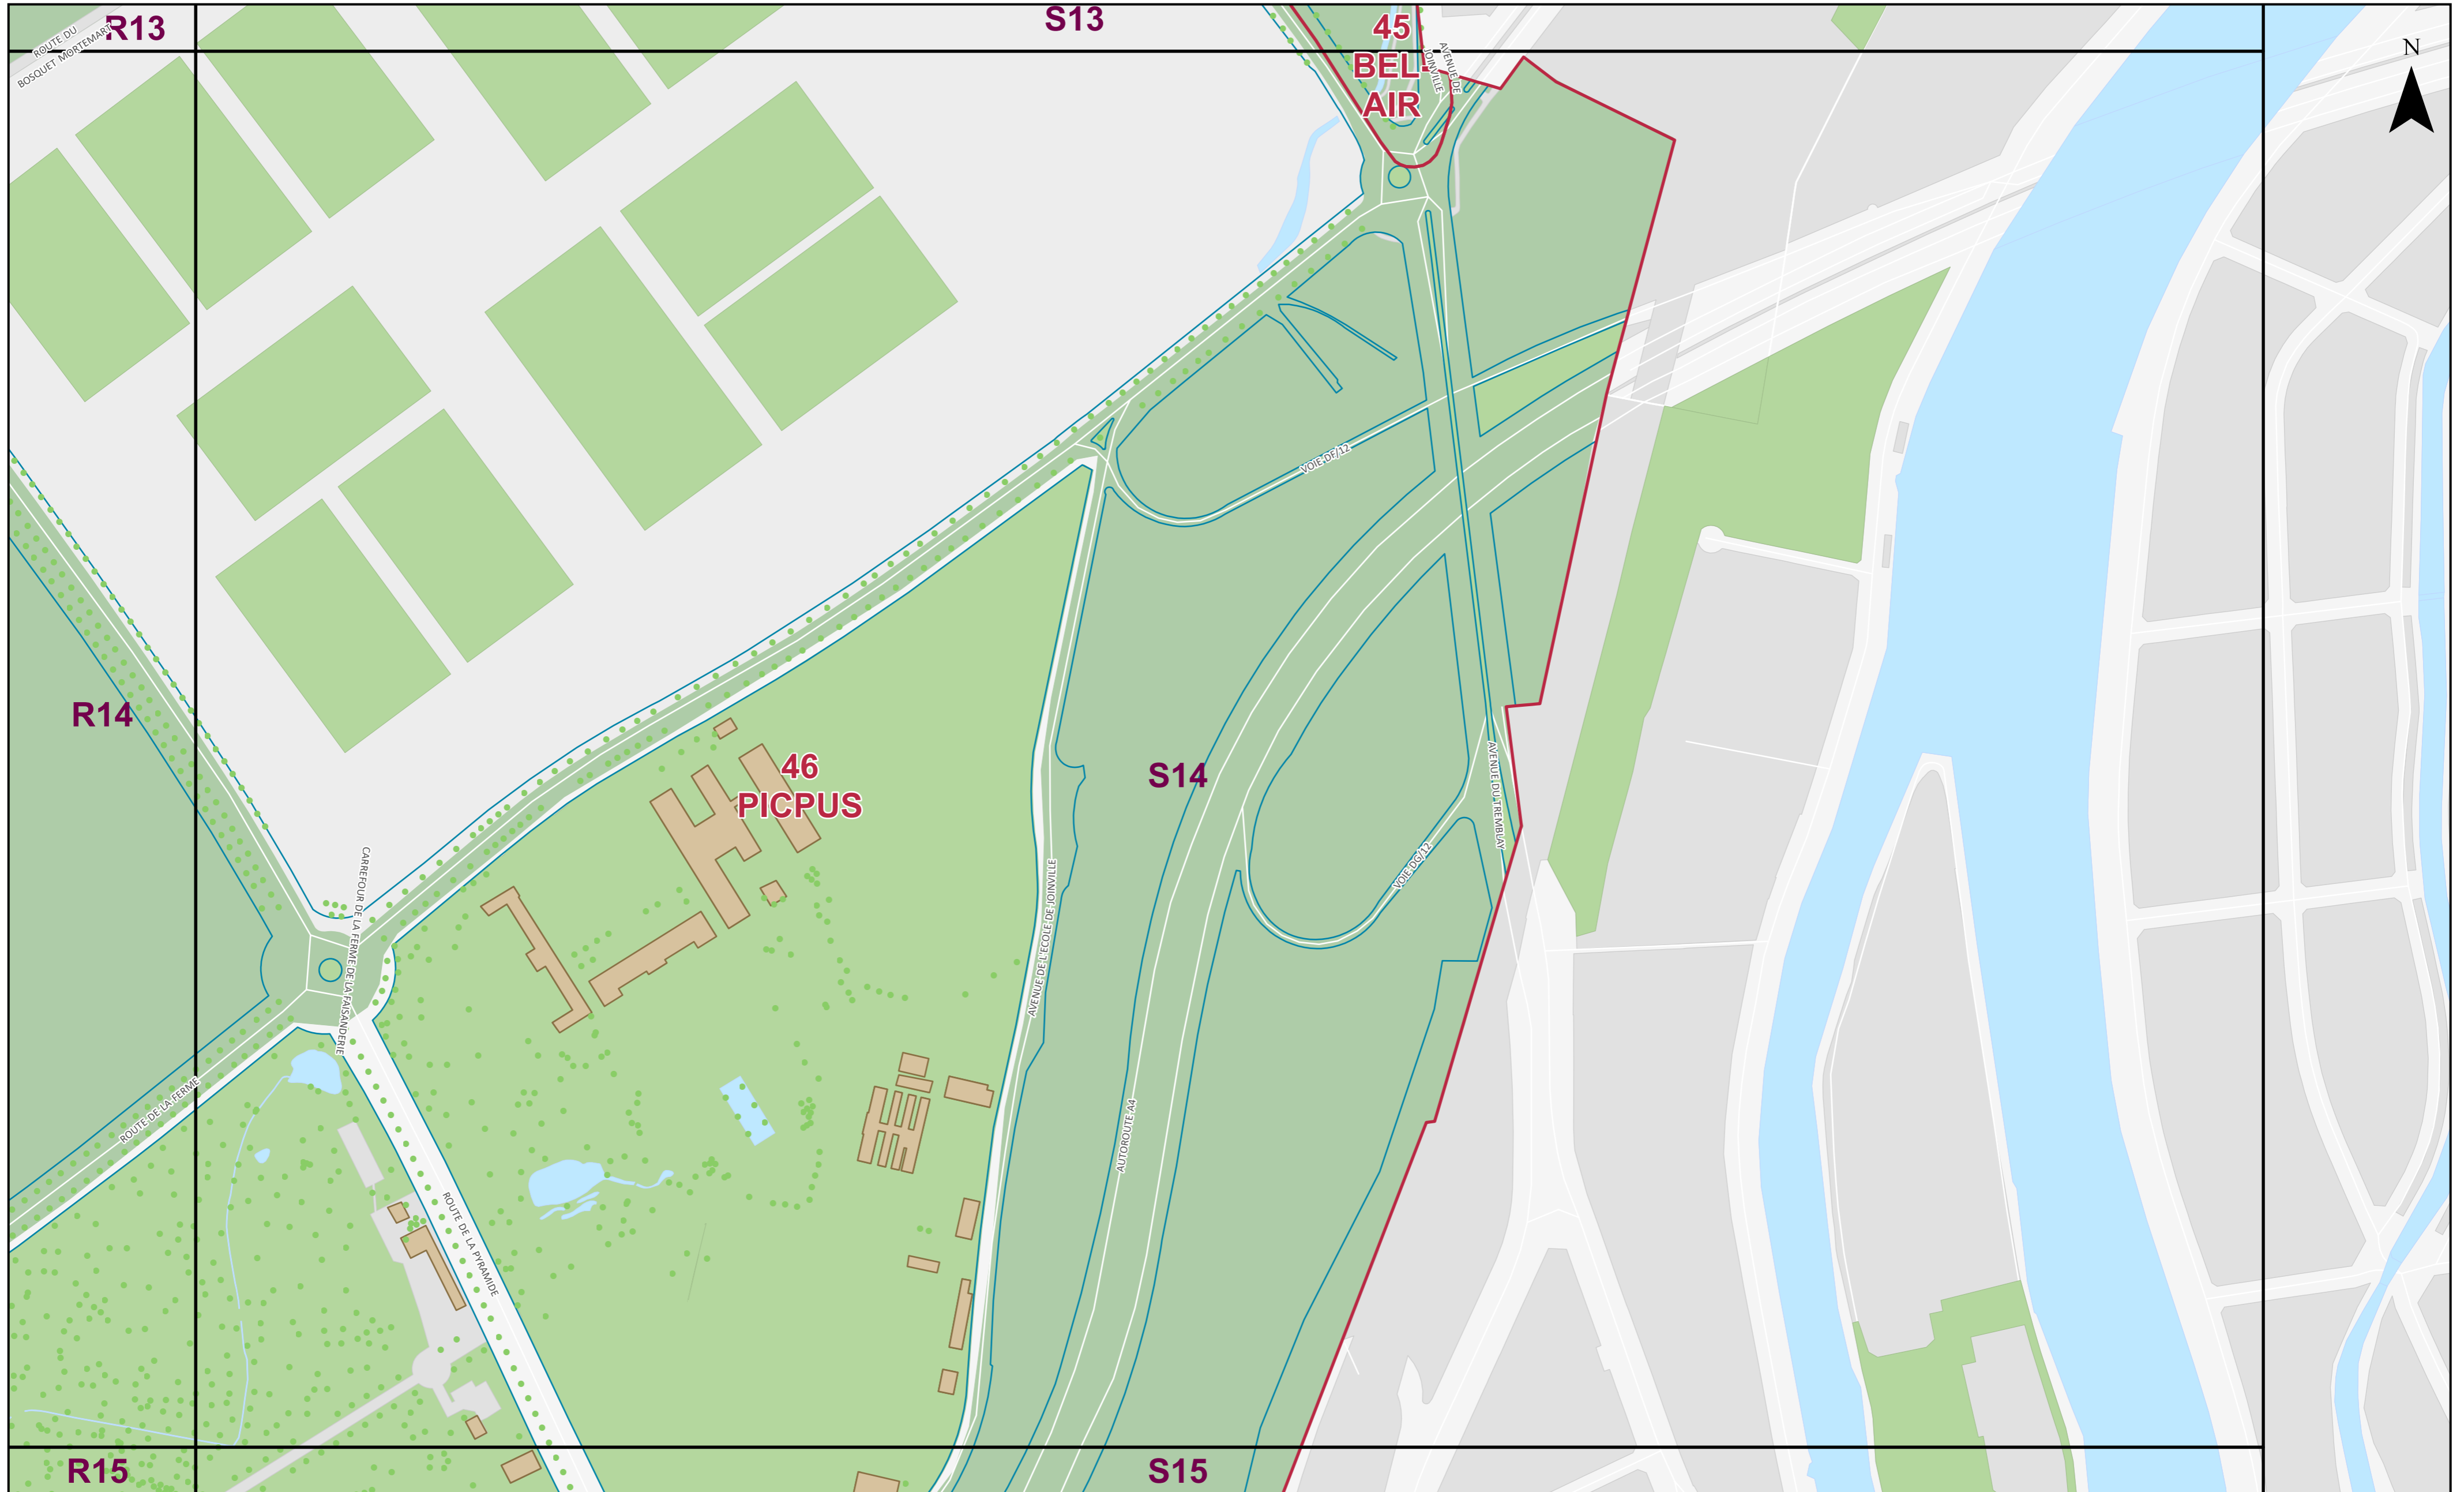 R13
S13
ROUTE DU
BOSQUET MORTEMART
45
BEL
AIR
AVENUE DE
JOINVILLE
N
VOIE DF/12
R14
46
PICPUS
S14
AVENUE DU TREMBLAY
VOIE DG/12
CARREFOUR DE LA FERME DE LA FAISANDERIE
AVENUE DE L'ECOLE DE JOINVILLE
ROUTE DE LA FERME
AUTOROUTE A4
ROUTE DE LA PYRAMIDE
R15
S15